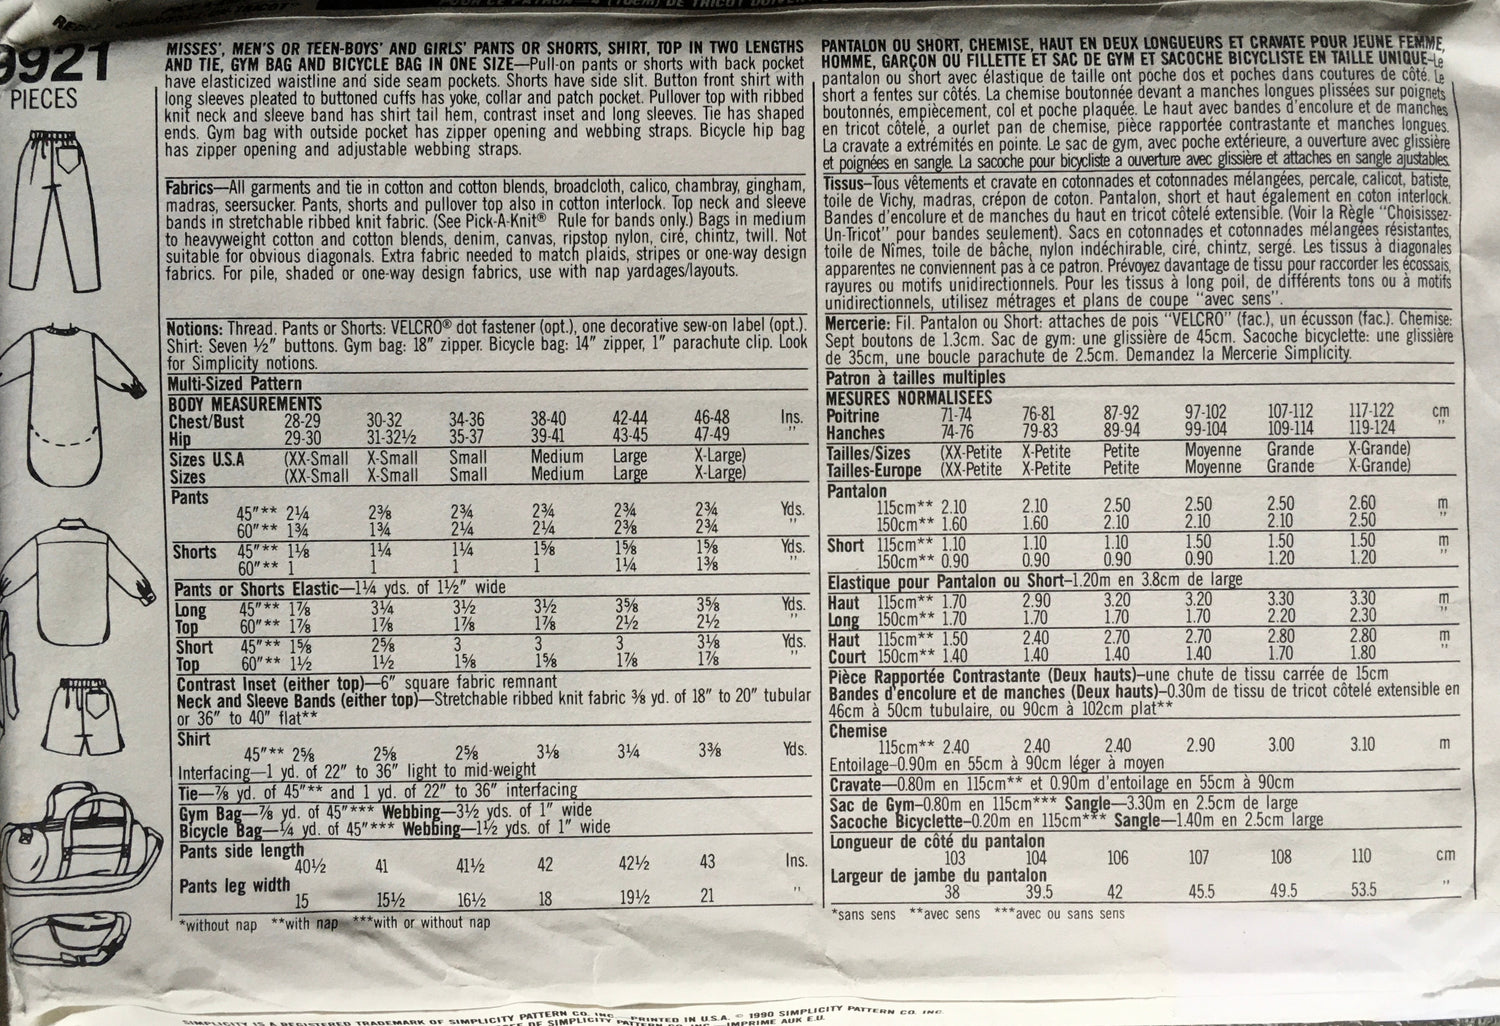 9921
PIECES
MISSES', MEN'S OR TEEN-BOYS' AND GIRLS' PANTS OR SHORTS, SHIRT, TOP IN TWO LENGTHS
AND TIE, GYM BAG AND BICYCLE BAG IN ONE SIZE—Pull-on pants or shorts with back pocket
have elasticized waistline and side seam pockets. Shorts have side slit. Button front shirt with
long sleeves pleated to buttoned cuffs has yoke, collar and patch pocket. Pullover top with ribbed
knit neck and sleeve band has shirt tail hem, contrast inset and long sleeves. Tie has shaped
ends. Gym bag with outside pocket has zipper opening and webbing straps. Bicycle hip bag
has zipper opening and adjustable webbing straps.
Fabrics—All garments and tie in cotton and cotton blends, broadcloth, calico, chambray, gingham,
madras, seersucker. Pants, shorts and pullover top also in cotton interlock. Top neck and sleeve
bands in stretchable ribbed knit fabric. (See Pick-A-Knit® Rule for bands only.) Bags in medium
to heavyweight cotton and cotton blends, denim, canvas, ripstop nylon, ciré, chintz, twill. Not
suitable for obvious diagonals. Extra fabric needed to match plaids, stripes or one-way design
fabrics. For pile, shaded or one-way design fabrics, use with nap yardages/layouts.
Notions: Thread. Pants or Shorts: VELCRO® dot fastener (opt.), one decorative sew-on label (opt.).
Shirt: Seven ½" buttons. Gym bag: 18" zipper. Bicycle bag: 14" zipper, 1" parachute clip. Look
for Simplicity notions.
Multi-Sized Pattern
BODY MEASUREMENTS
Chest/Bust 28-29 30-32 34-36 38-40 42-44 46-48 Ins.
Hip 29-30 31-32½ 35-37 39-41 43-45 47-49 "
Sizes U.S.A (XX-Small X-Small Small Medium Large X-Large)
Sizes (XX-Small X-Small Small Medium Large X-Large)
Pants
45"** 2¼ 2⅜ 2¾ 2¾ 2¾ 2¾ Yds.
60"** 1¾ 1¾ 2¼ 2¼ 2⅜ 2¾ "
Shorts 45"** 1⅛ 1¼ 1¼ 1⅝ 1⅝ 1⅝ Yds.
60"** 1 1 1 1 1¼ 1⅜ "
Pants or Shorts Elastic—1¼ yds. of 1½" wide
Long 45"** 1⅞ 3¼ 3½ 3½ 3⅝ 3⅝ Yds.
Top 60"** 1⅞ 1⅞ 1⅞ 1⅞ 2½ 2½ "
Short 45"** 1⅝ 2⅝ 3 3 3 3⅛ Yds.
Top 60"** 1½ 1½ 1⅝ 1⅝ 1⅞ 1⅞ "
Contrast Inset (either top)—6" square fabric remnant
Neck and Sleeve Bands (either top)—Stretchable ribbed knit fabric ⅜ yd. of 18" to 20" tubular
or 36" to 40" flat**
Shirt
45"** 2⅝ 2⅝ 2⅝ 3⅛ 3¼ 3⅜ Yds.
Interfacing—1 yd. of 22" to 36" light to mid-weight
Tie—⅞ yd. of 45"** and 1 yd. of 22" to 36" interfacing
Gym Bag—⅞ yd. of 45"*** Webbing—3½ yds. of 1" wide
Bicycle Bag—¼ yd. of 45"*** Webbing—1½ yds. of 1" wide
Pants side length
40½ 41 41½ 42 42½ 43 Ins.
Pants leg width
15 15½ 16½ 18 19½ 21 "
*without nap **with nap ***with or without nap
PANTALON OU SHORT, CHEMISE, HAUT EN DEUX LONGUEURS ET CRAVATE POUR JEUNE FEMME,
HOMME, GARÇON OU FILLETTE ET SAC DE GYM ET SACOCHE BICYCLISTE EN TAILLE UNIQUE-Le
pantalon ou short avec élastique de taille ont poche dos et poches dans coutures de côté. Le
short a fentes sur côtés. La chemise boutonnée devant a manches longues plissées sur poignets
boutonnés, empiècement, col et poche plaquée. Le haut avec bandes d'encolure et de manches
en tricot côtelé, a ourlet pan de chemise, pièce rapportée contrastante et manches longues.
La cravate a extrémités en pointe. Le sac de gym, avec poche extérieure, a ouverture avec glissière
et poignées en sangle. La sacoche pour bicycliste a ouverture avec glissière et attaches en sangle ajustables.
Tissus–Tous vêtements et cravate en cotonnades et cotonnades mélangées, percale, calicot, batiste,
toile de Vichy, madras, crépon de coton. Pantalon, short et haut également en coton interlock.
Bandes d'encolure et de manches du haut en tricot côtelé extensible. (Voir la Règle "Choisissez-
Un-Tricot" pour bandes seulement). Sacs en cotonnades et cotonnades mélangées résistantes,
toile de Nîmes, toile de bâche, nylon indéchirable, ciré, chintz, sergé. Les tissus à diagonales
apparentes ne conviennent pas à ce patron. Prévoyez davantage de tissu pour raccorder les écossais,
rayures ou motifs unidirectionnels. Pour les tissus à long poil, de différents tons ou à motifs
unidirectionnels, utilisez métrages et plans de coupe "avec sens".
Mercerie: Fil. Pantalon ou Short: attaches de pois "VELCRO" (fac.), un écusson (fac.). Chemise:
Sept boutons de 1.3cm. Sac de gym: une glissière de 45cm. Sacoche bicyclette: une glissière
de 35cm, une boucle parachute de 2.5cm. Demandez la Mercerie Simplicity.
Patron à tailles multiples
MESURES NORMALISEES
Poitrine 71-74 76-81 87-92 97-102 107-112 117-122 cm
Hanches 74-76 79-83 89-94 99-104 109-114 119-124 "
Tailles/Sizes (XX-Petite X-Petite Petite Moyenne Grande X-Grande)
Tailles-Europe (XX-Petite X-Petite Petite Moyenne Grande X-Grande)
Pantalon
115cm** 2.10 2.10 2.50 2.50 2.50 2.60 m
150cm** 1.60 1.60 2.10 2.10 2.10 2.50 "
Short 115cm** 1.10 1.10 1.10 1.50 1.50 1.50 m
150cm** 0.90 0.90 0.90 0.90 1.20 1.20 "
Elastique pour Pantalon ou Short–1.20m en 3.8cm de large
Haut 115cm** 1.70 2.90 3.20 3.20 3.30 3.30 m
Long 150cm** 1.70 1.70 1.70 1.70 2.20 2.30 "
Haut 115cm** 1.50 2.40 2.70 2.70 2.80 2.80 m
Court 150cm** 1.40 1.40 1.40 1.40 1.70 1.80 "
Pièce Rapportée Contrastante (Deux hauts)–une chute de tissu carrée de 15cm
Bandes d'encolure et de manches (Deux hauts)–0.30m de tissu de tricot côtelé extensible en
46cm à 50cm tubulaire, ou 90cm à 102cm plat**
Chemise
115cm** 2.40 2.40 2.40 2.90 3.00 3.10 m
Entoilage–0.90m en 55cm à 90cm léger à moyen
Cravate–0.80m en 115cm** et 0.90m d'entoilage en 55cm à 90cm
Sac de Gym–0.80m en 115cm*** Sangle–3.30m en 2.5cm de large
Sacoche Bicyclette–0.20m en 115cm*** Sangle—1.40m en 2.5cm large
Longueur de côté du pantalon
103 104 106 107 108 110 cm
Largeur de jambe du pantalon
38 39.5 42 45.5 49.5 53.5 "
*sans sens **avec sens ***avec ou sans sens
SIMPLICITY IS A REGISTERED TRADEMARK OF SIMPLICITY PATTERN CO. INC. PRINTED IN U.S.A. © 1990 SIMPLICITY PATTERN CO. INC.
DE SIMPLICITY PATTERN CO. INC. IMPRIME AUX E.U.